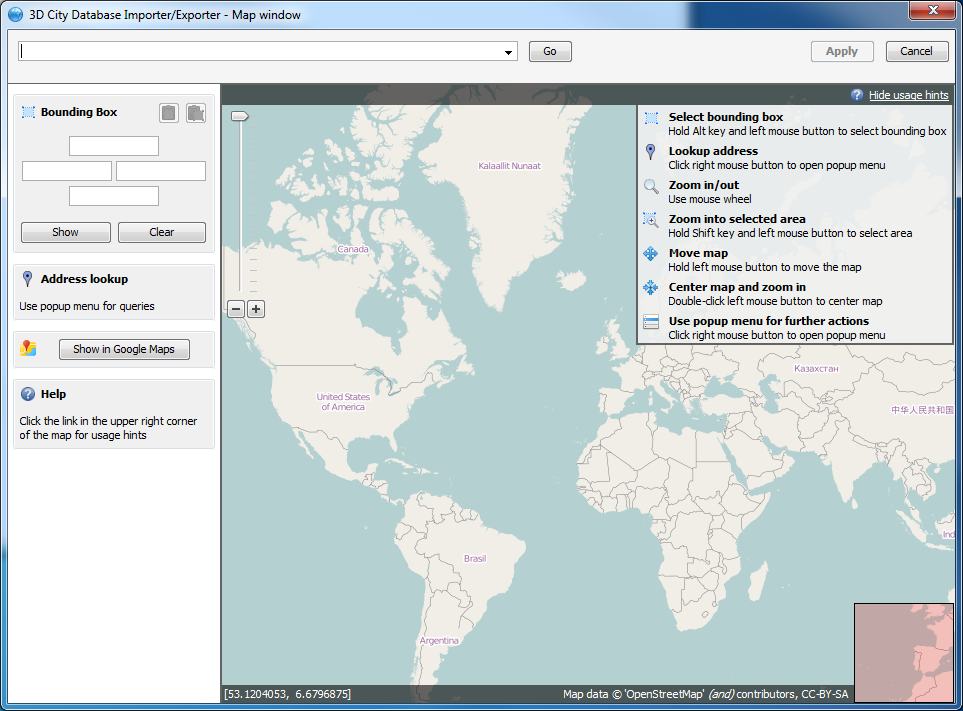 3D City Database Importer/Exporter - Map window
Go
Apply
Cancel
Bounding Box
Show
Clear
Address lookup
Use popup menu for queries
Show in Google Maps
Help
Click the link in the upper right corner
of the map for usage hints
Hide usage hints
Select bounding box
Hold Alt key and left mouse button to select bounding box
Lookup address
Click right mouse button to open popup menu
Zoom in/out
Use mouse wheel
Zoom into selected area
Hold Shift key and left mouse button to select area
Move map
Hold left mouse button to move the map
Center map and zoom in
Double-click left mouse button to center map
Use popup menu for further actions
Click right mouse button to open popup menu
Kalaallit Nunaat
Canada
United States
of America
Казахстан
中华人民共和国
Ind
Brasil
Argentina
[53.1204053, 6.6796875]
Map data © 'OpenStreetMap' (and) contributors, CC-BY-SA